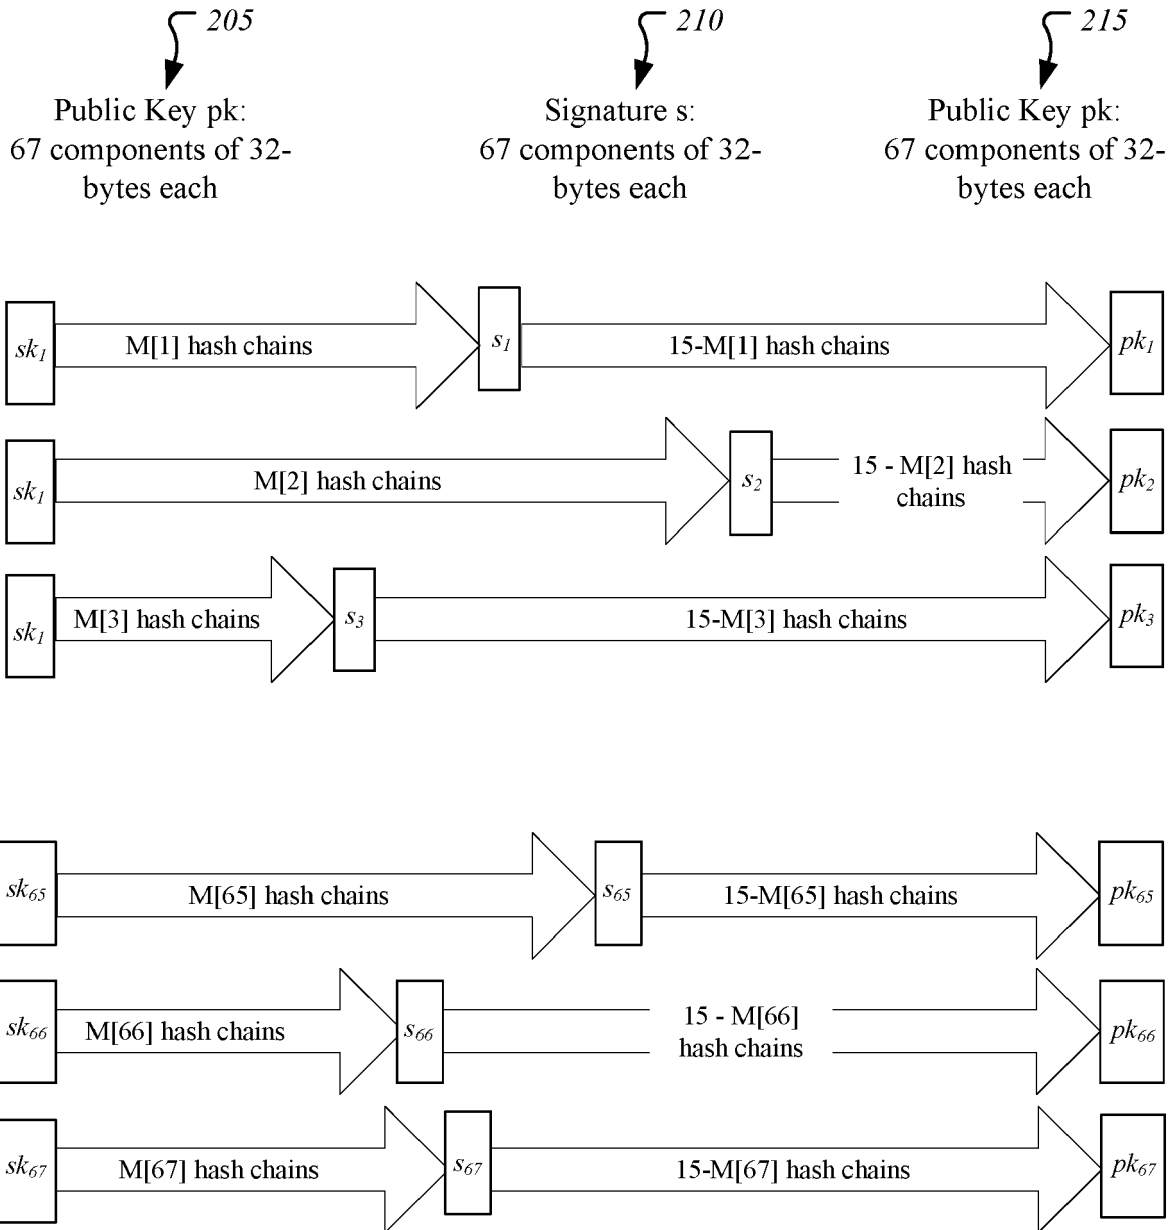 205
210
215
Public Key pk:
67 components of 32-
bytes each
Signature s:
67 components of 32-
bytes each
Public Key pk:
67 components of 32-
bytes each
sk1
M[1] hash chains
s1
15-M[1] hash chains
pk1
sk1
M[2] hash chains
s2
15 - M[2] hash
chains
pk2
sk1
M[3] hash chains
s3
15-M[3] hash chains
pk3
sk65
M[65] hash chains
s65
15-M[65] hash chains
pk65
sk66
M[66] hash chains
s66
15 - M[66]
hash chains
pk66
sk67
M[67] hash chains
s67
15-M[67] hash chains
pk67